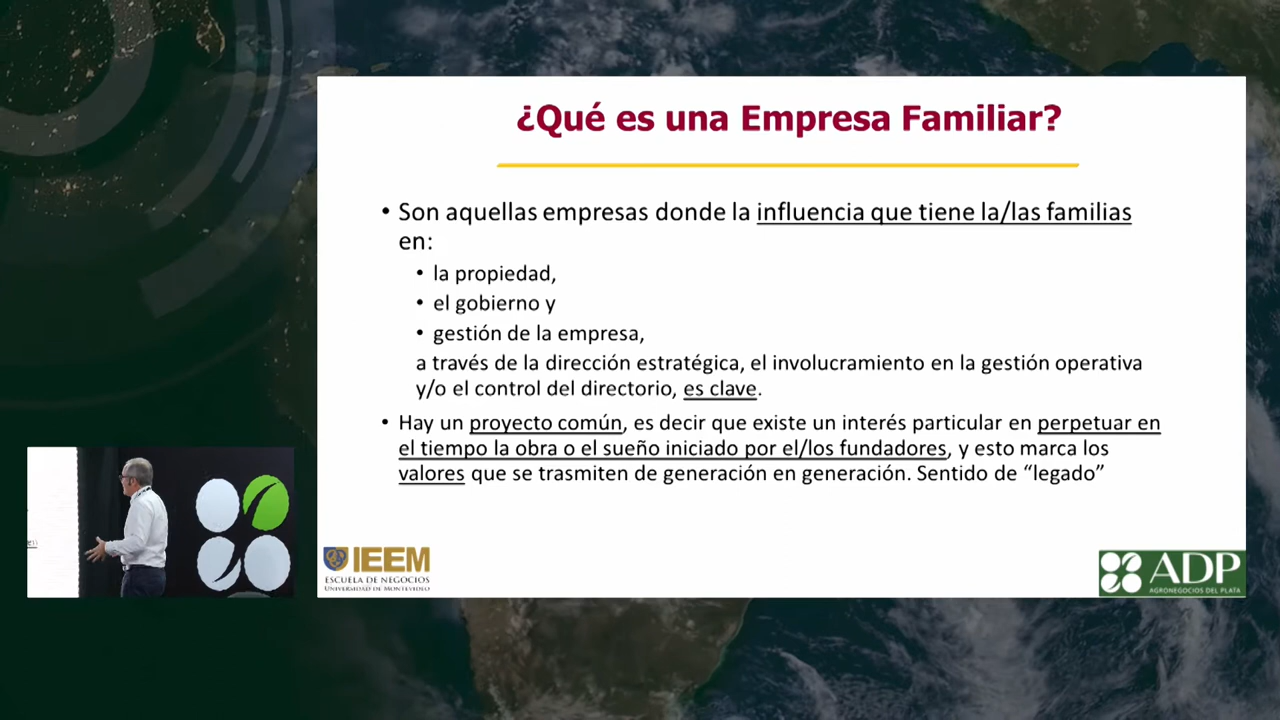 ¿Qué es una Empresa Familiar?
• Son aquellas empresas donde la influencia que tiene la/las familias
en:
• la propiedad,
• el gobierno y
• gestión de la empresa,
a través de la dirección estratégica, el involucramiento en la gestión operativa
y/o el control del directorio, es clave.
• Hay un proyecto común, es decir que existe un interés particular en perpetuar en
el tiempo la obra o el sueño iniciado por el/los fundadores, y esto marca los
valores que se trasmiten de generación en generación. Sentido de “legado”
IEEM
ESCUELA DE NEGOCIOS
UNIVERSIDAD DE MONTEVIDEO
ADP
AGRONEGOCIOS DEL PLATA